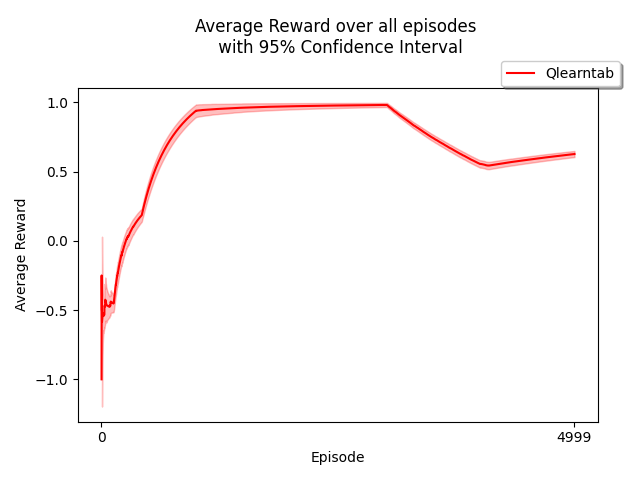 Average Reward over all episodes
with 95% Confidence Interval
Qlearntab
1.0
0.5
0.0
−0.5
−1.0
Average Reward
0
4999
Episode